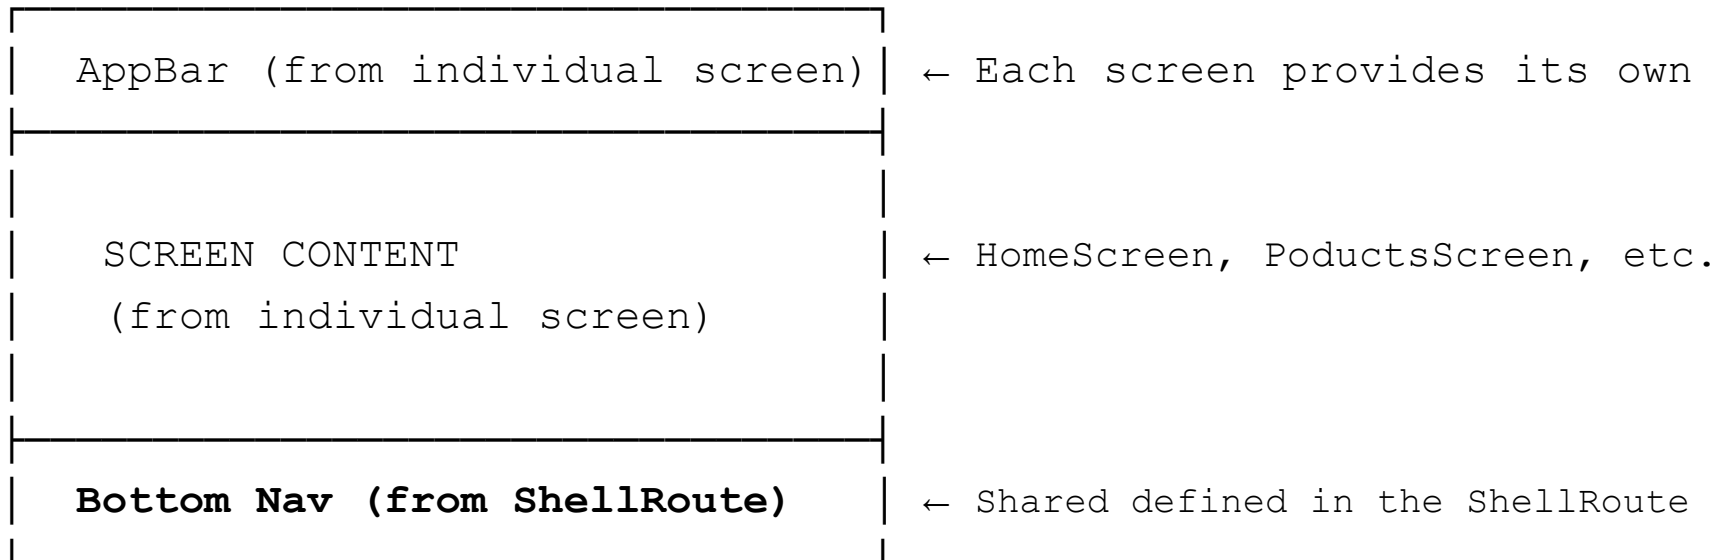 AppBar (from individual screen) ← Each screen provides its own
SCREEN CONTENT ← HomeScreen, PoductsScreen, etc.
(from individual screen)
Bottom Nav (from ShellRoute) ← Shared defined in the ShellRoute